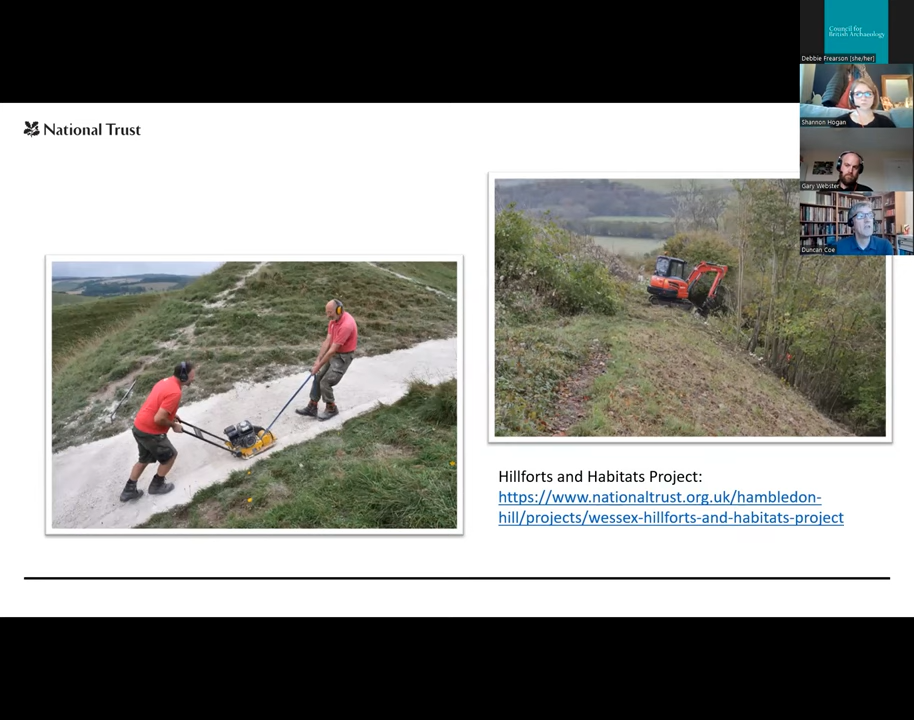 Council for
British Archaeology
Debbie Frearson [she/her]
Shannon Hogan
Gary Webster
Duncan Coe
National Trust
Hillforts and Habitats Project:
https://www.nationaltrust.org.uk/hambledon-
hill/projects/wessex-hillforts-and-habitats-project